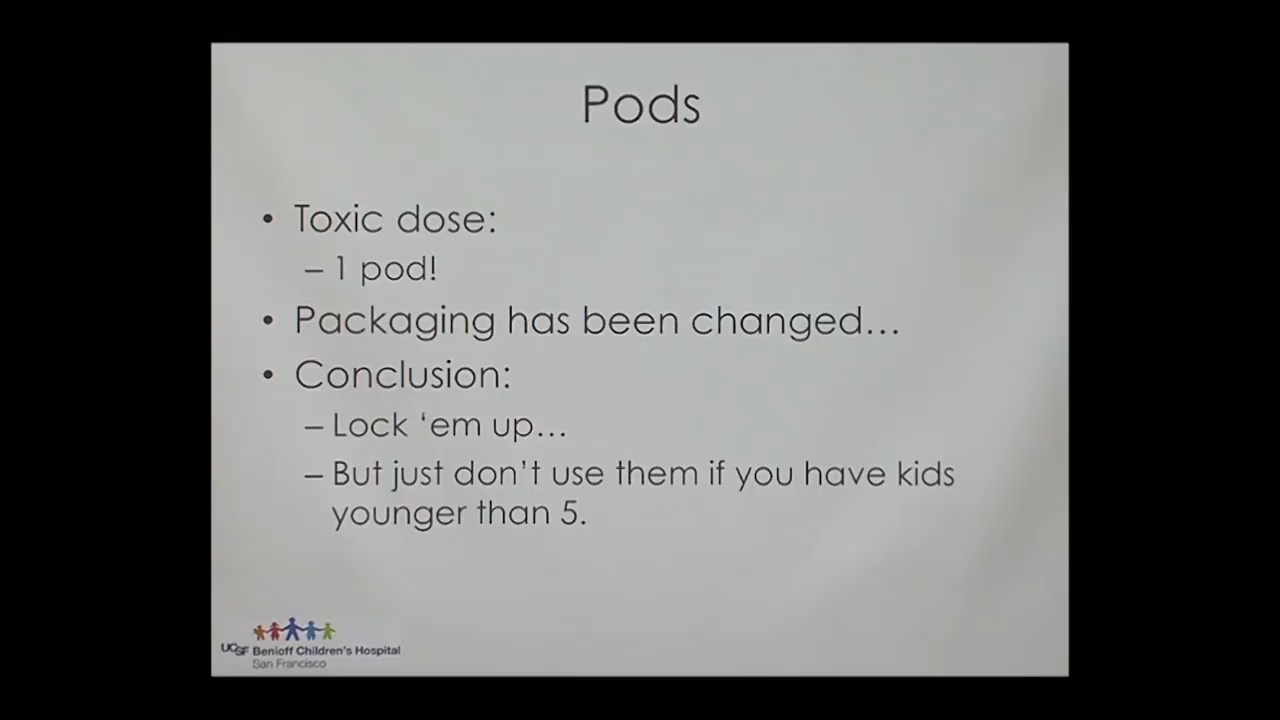 Pods
• Toxic dose:
– 1 pod!
• Packaging has been changed…
• Conclusion:
– Lock ‘em up…
– But just don’t use them if you have kids
younger than 5.
UCSF Benioff Children's Hospital
San Francisco